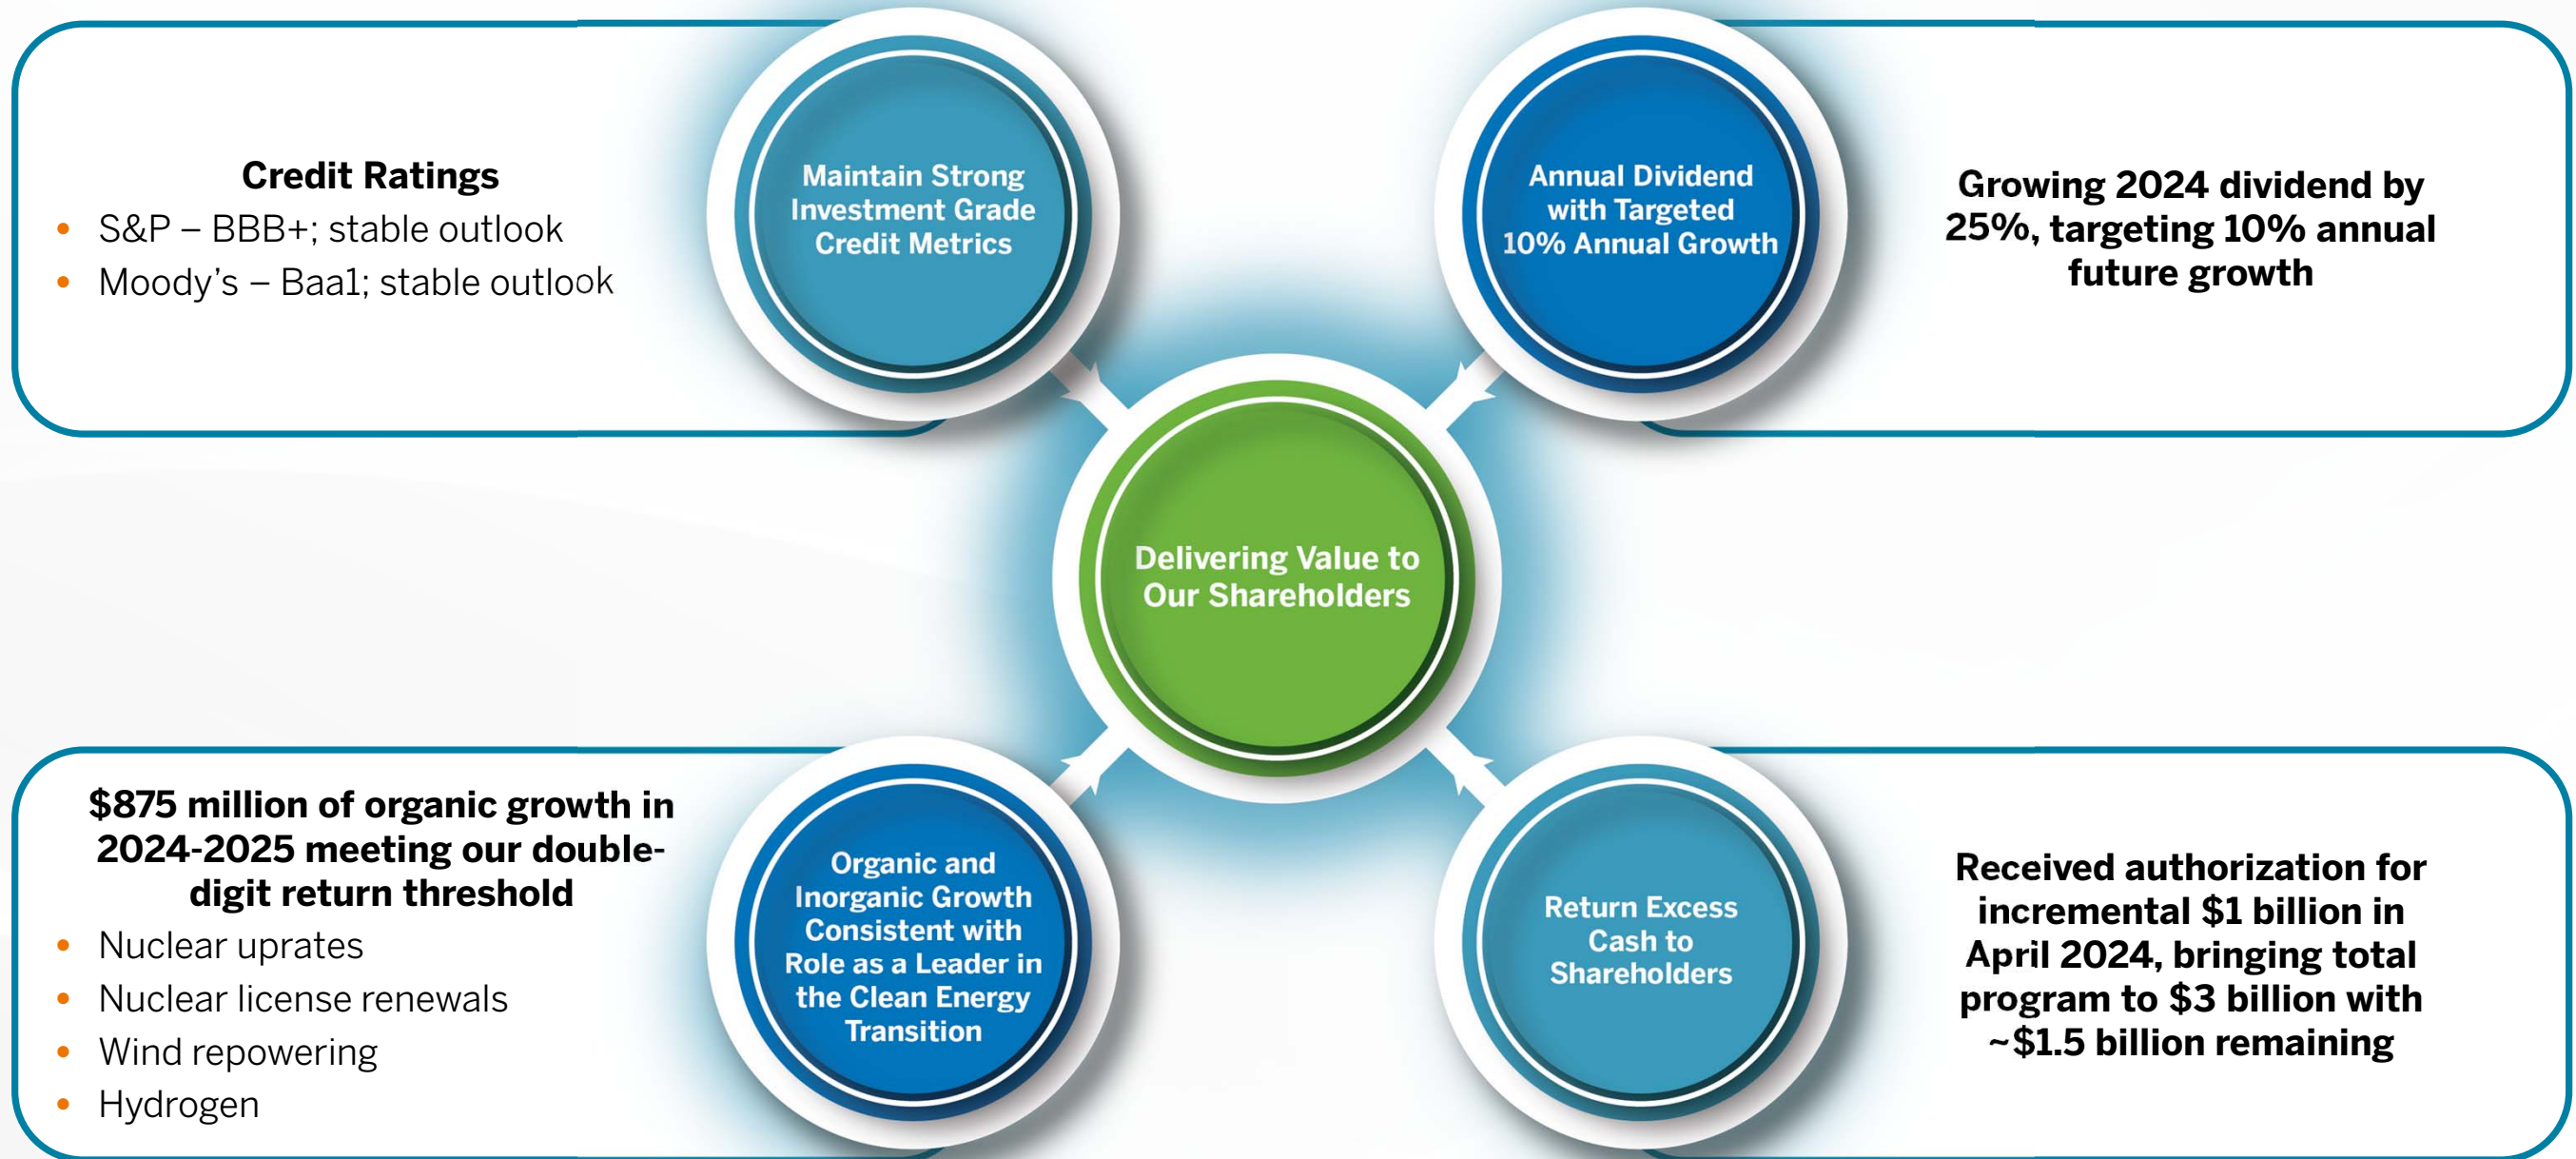 Credit Ratings
• S&P – BBB+; stable outlook
• Moody's – Baa1; stable outlook
Maintain Strong
Investment Grade
Credit Metrics
Annual Dividend
with Targeted
10% Annual Growth
Growing 2024 dividend by
25%, targeting 10% annual
future growth
Delivering Value to
Our Shareholders
$875 million of organic growth in
2024-2025 meeting our double-
digit return threshold
• Nuclear uprates
• Nuclear license renewals
• Wind repowering
• Hydrogen
Organic and
Inorganic Growth
Consistent with
Role as a Leader in
the Clean Energy
Transition
Return Excess
Cash to
Shareholders
Received authorization for
incremental $1 billion in
April 2024, bringing total
program to $3 billion with
~$1.5 billion remaining